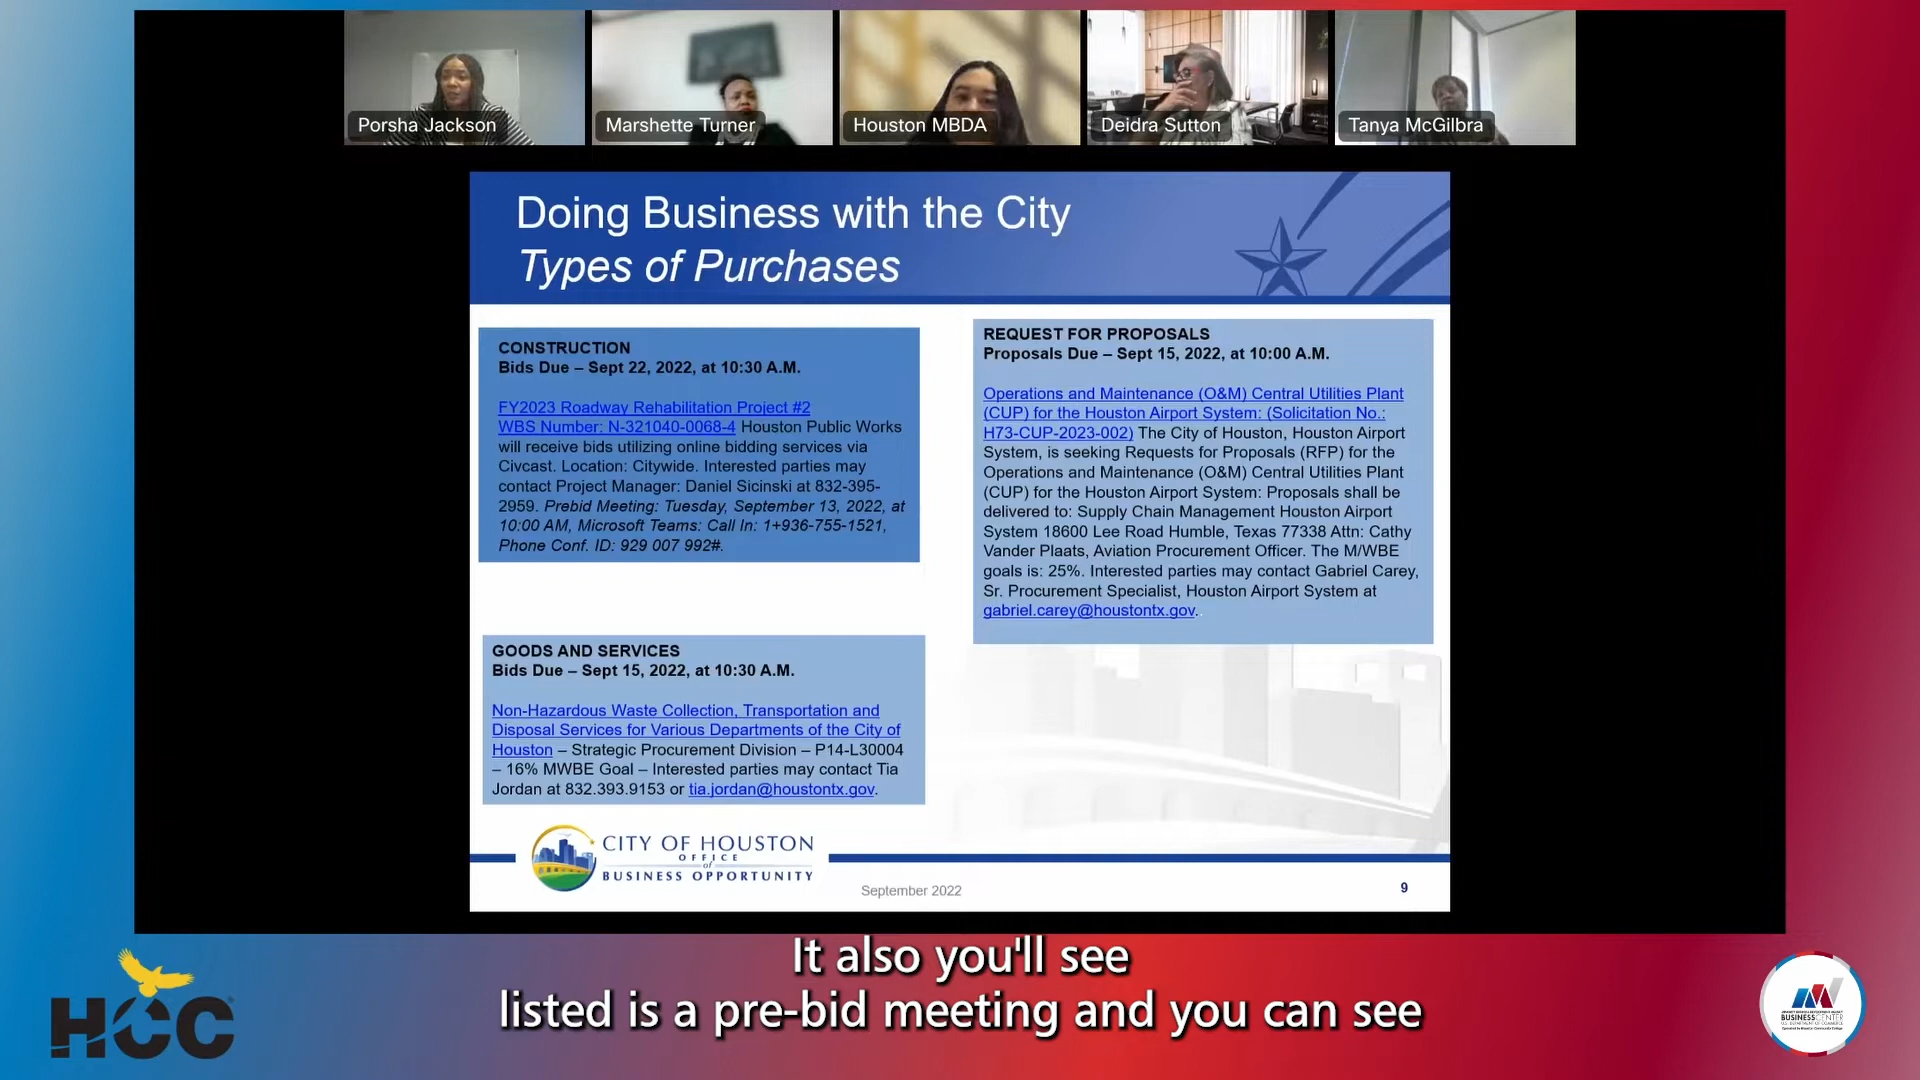 Porsha Jackson
Marshette Turner
Houston MBDA
Deidra Sutton
Tanya McGilbra
Doing Business with the City
Types of Purchases
CONSTRUCTION
Bids Due – Sept 22, 2022, at 10:30 A.M.
FY2023 Roadway Rehabilitation Project #2
WBS Number: N-321040-0068-4 Houston Public Works
will receive bids utilizing online bidding services via
Civcast. Location: Citywide. Interested parties may
contact Project Manager: Daniel Sicinski at 832-395-
2959. Prebid Meeting: Tuesday, September 13, 2022, at
10:00 AM, Microsoft Teams: Call In: 1+936-755-1521,
Phone Conf. ID: 929 007 992#.
GOODS AND SERVICES
Bids Due – Sept 15, 2022, at 10:30 A.M.
Non-Hazardous Waste Collection, Transportation and
Disposal Services for Various Departments of the City of
Houston – Strategic Procurement Division – P14-L30004
– 16% MWBE Goal – Interested parties may contact Tia
Jordan at 832.393.9153 or tia.jordan@houstontx.gov.
REQUEST FOR PROPOSALS
Proposals Due – Sept 15, 2022, at 10:00 A.M.
Operations and Maintenance (O&M) Central Utilities Plant
(CUP) for the Houston Airport System: (Solicitation No.:
H73-CUP-2023-002) The City of Houston, Houston Airport
System, is seeking Requests for Proposals (RFP) for the
Operations and Maintenance (O&M) Central Utilities Plant
(CUP) for the Houston Airport System: Proposals shall be
delivered to: Supply Chain Management Houston Airport
System 18600 Lee Road Humble, Texas 77338 Attn: Cathy
Vander Plaats, Aviation Procurement Officer. The M/WBE
goals is: 25%. Interested parties may contact Gabriel Carey,
Sr. Procurement Specialist, Houston Airport System at
gabriel.carey@houstontx.gov.
CITY OF HOUSTON
OFFICE
of
BUSINESS OPPORTUNITY
September 2022
9
It also you'll see
listed is a pre-bid meeting and you can see
HCC
BUSINESS CENTER